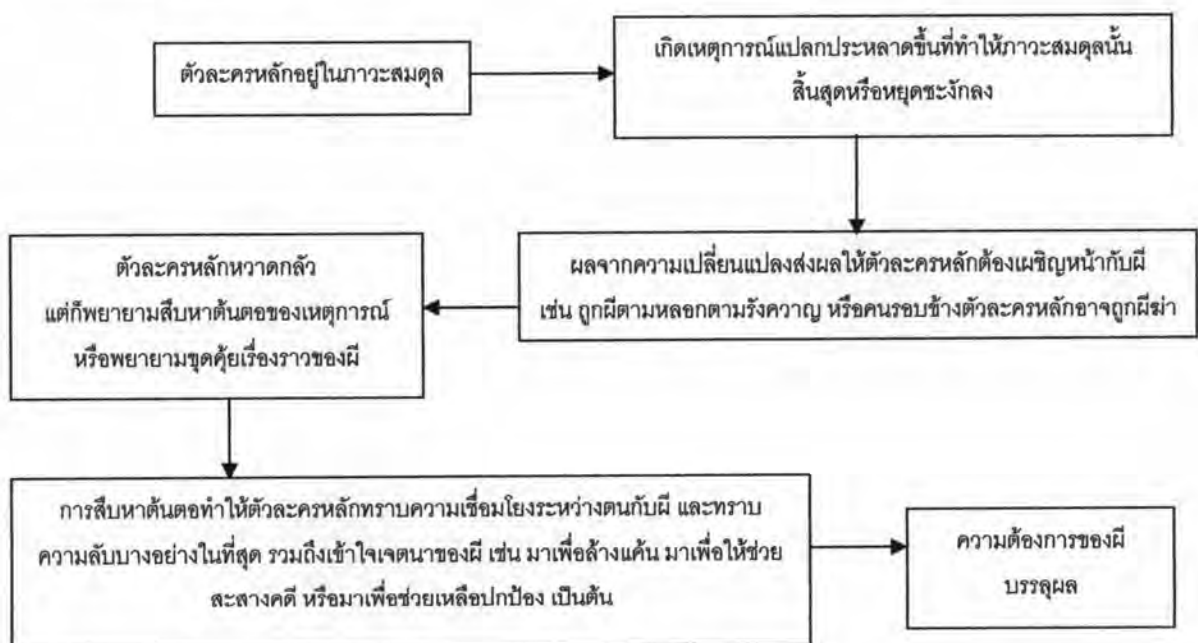 ตัวละครหลักอยู่ในภาวะสมดุล
เกิดเหตุการณ์แปลกประหลาดขึ้นที่ทำให้ภาวะสมดุลนั้น
สิ้นสุดหรือหยุดชะงักลง
ผลจากความเปลี่ยนแปลงส่งผลให้ตัวละครหลักต้องเผชิญหน้ากับผี
เช่น ถูกผีตามหลอกตามรังควาญ หรือคนรอบข้างตัวละครหลักอาจถูกผีฆ่า
ตัวละครหลักหวาดกลัว
แต่ก็พยายามสืบหาต้นตอของเหตุการณ์
หรือพยายามขุดคุ้ยเรื่องราวของผี
การสืบหาต้นตอทำให้ตัวละครหลักทราบความเชื่อมโยงระหว่างตนกับผี และทราบ
ความลับบางอย่างในที่สุด รวมถึงเข้าใจเจตนาของผี เช่น มาเพื่อล้างแค้น มาเพื่อให้ช่วย
สะสางคดี หรือมาเพื่อช่วยเหลือปกป้อง เป็นต้น
ความต้องการของผี
บรรลุผล